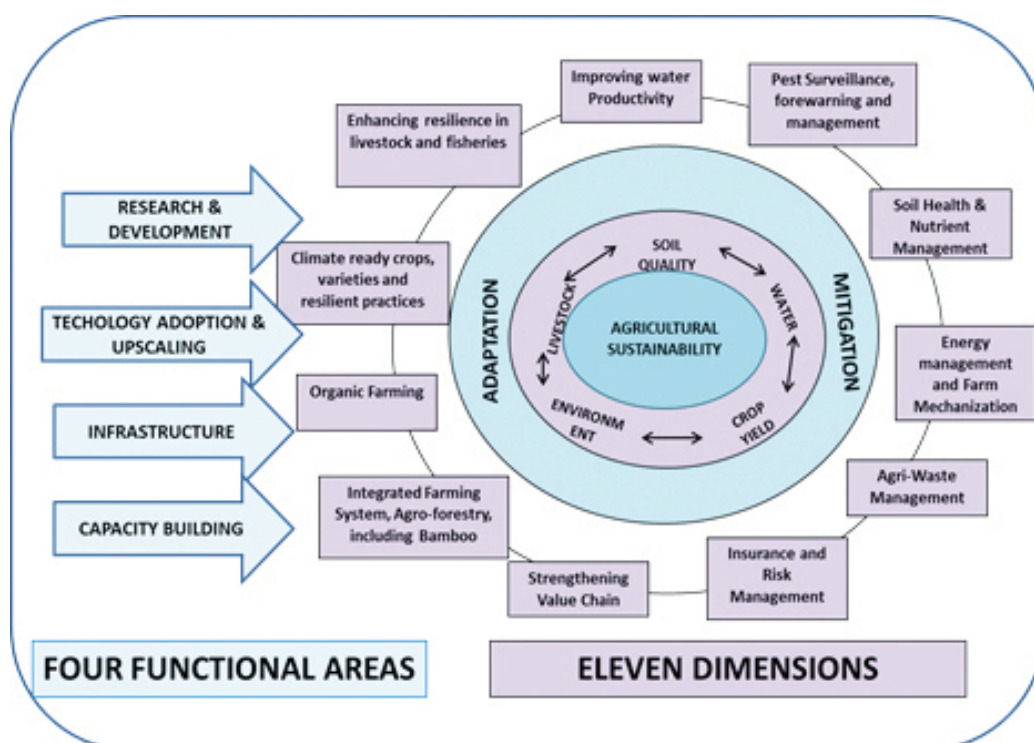 Improving water
Productivity
Pest Surveillance,
forewarning and
management
Enhancing resilience in
livestock and fisheries
RESEARCH &
DEVELOPMENT
Soil Health &
Nutrient
Management
Climate ready crops,
varieties and
resilient practices
TECHOLOGY ADOPTION &
UPSCALING
Energy
management
and Farm
Mechanization
Organic Farming
INFRASTRUCTURE
Agri-Waste
Management
Integrated Farming
System, Agro-forestry,
including Bamboo
CAPACITY BUILDING
Insurance and
Risk
Management
Strengthening
Value Chain
ADAPTATION
MITIGATION
SOIL
QUALITY
LIVESTOCK
WATER
AGRICULTURAL
SUSTAINABILITY
ENVIRONM
ENT
CROP
YIELD
FOUR FUNCTIONAL AREAS
ELEVEN DIMENSIONS